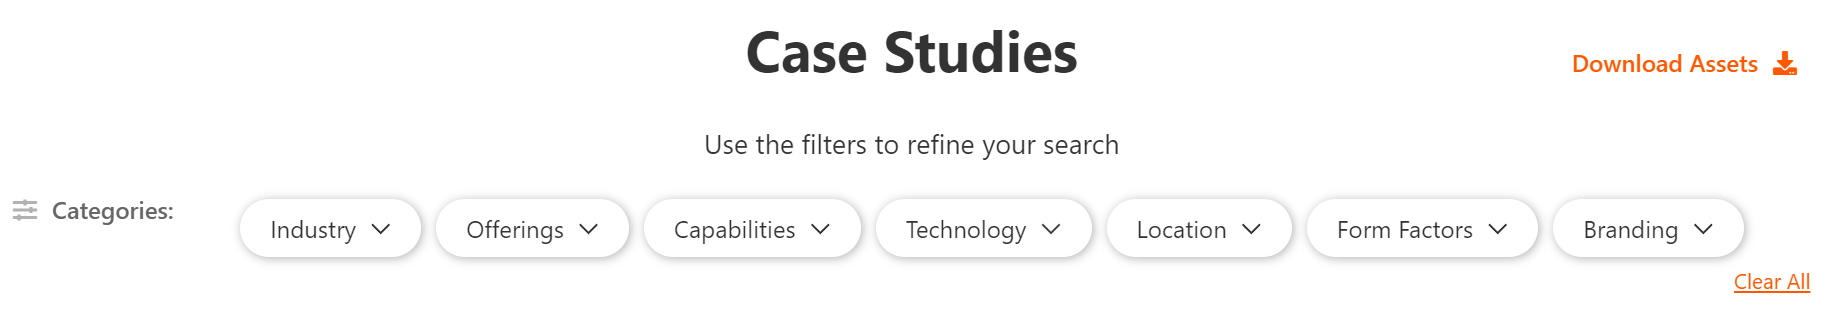 Case Studies
Download Assets
Use the filters to refine your search
Categories:
Industry
Offerings
Capabilities
Technology
Location
Form Factors
Branding
Clear All